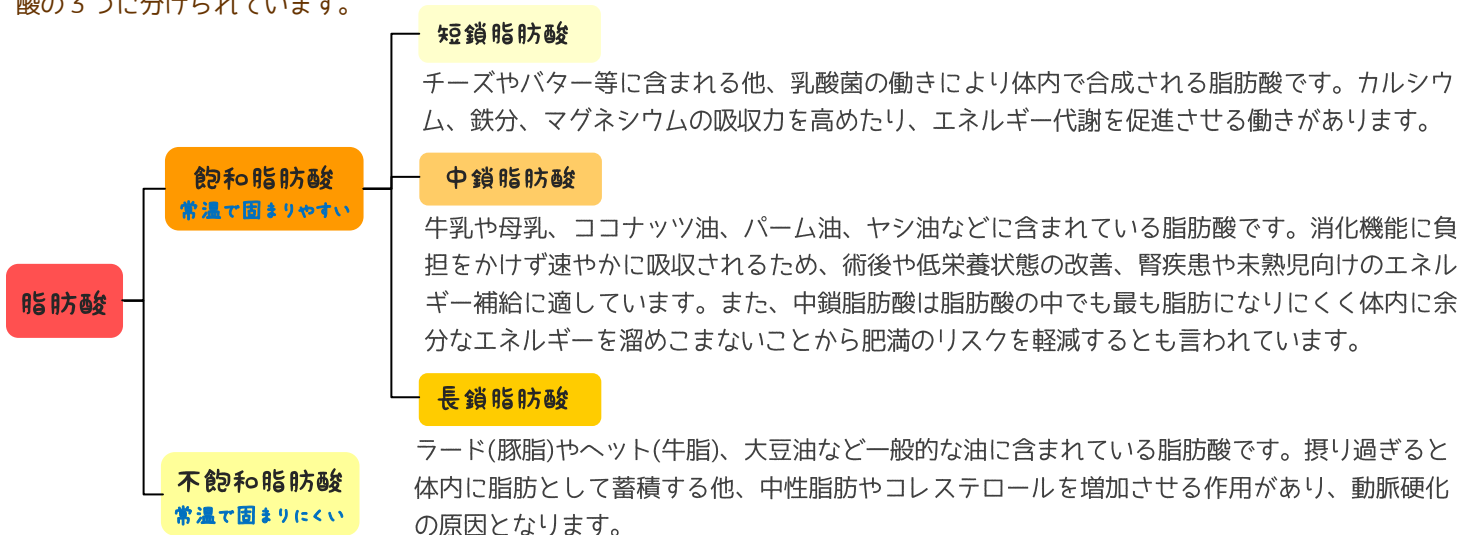 酸の3つに分けられています。
短鎖脂肪酸
チーズやバター等に含まれる他、乳酸菌の働きにより体内で合成される脂肪酸です。カルシウ
ム、鉄分、マグネシウムの吸収力を高めたり、エネルギー代謝を促進させる働きがあります。
飽和脂肪酸
常温で固まりやすい
中鎖脂肪酸
牛乳や母乳、ココナッツ油、パーム油、ヤシ油などに含まれている脂肪酸です。消化機能に負
担をかけず速やかに吸収されるため、術後や低栄養状態の改善、腎疾患や未熟児向けのエネル
ギー補給に適しています。また、中鎖脂肪酸は脂肪酸の中でも最も脂肪になりにくく体内に余
分なエネルギーを溜めこまないことから肥満のリスクを軽減するとも言われています。
脂肪酸
長鎖脂肪酸
ラード(豚脂)やヘット(牛脂)、大豆油など一般的な油に含まれている脂肪酸です。摂り過ぎると
体内に脂肪として蓄積する他、中性脂肪やコレステロールを増加させる作用があり、動脈硬化
の原因となります。
不飽和脂肪酸
常温で固まりにくい